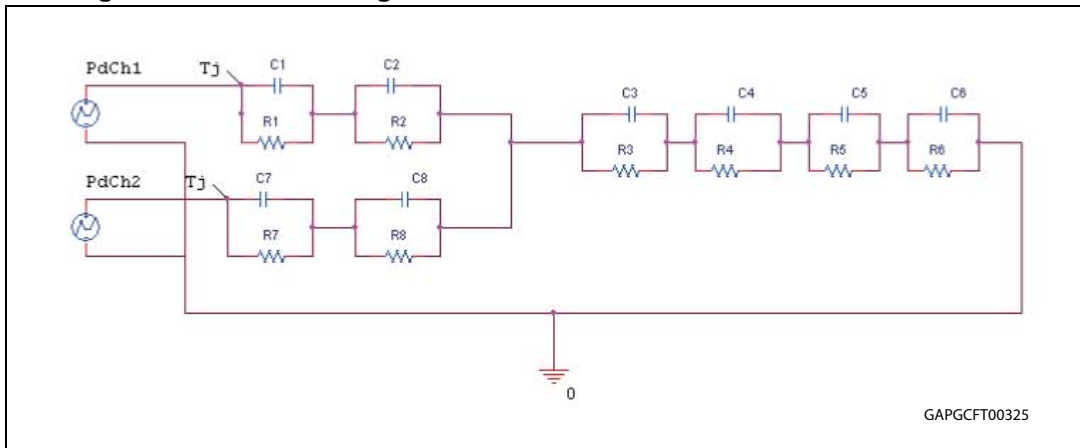 PdCh1
Tj
C1
C2
R1
R2
C3
C4
C5
C6
R3
R4
R5
R6
PdCh2
Tj
C7
C8
R7
R8
0
GAPGCFT00325